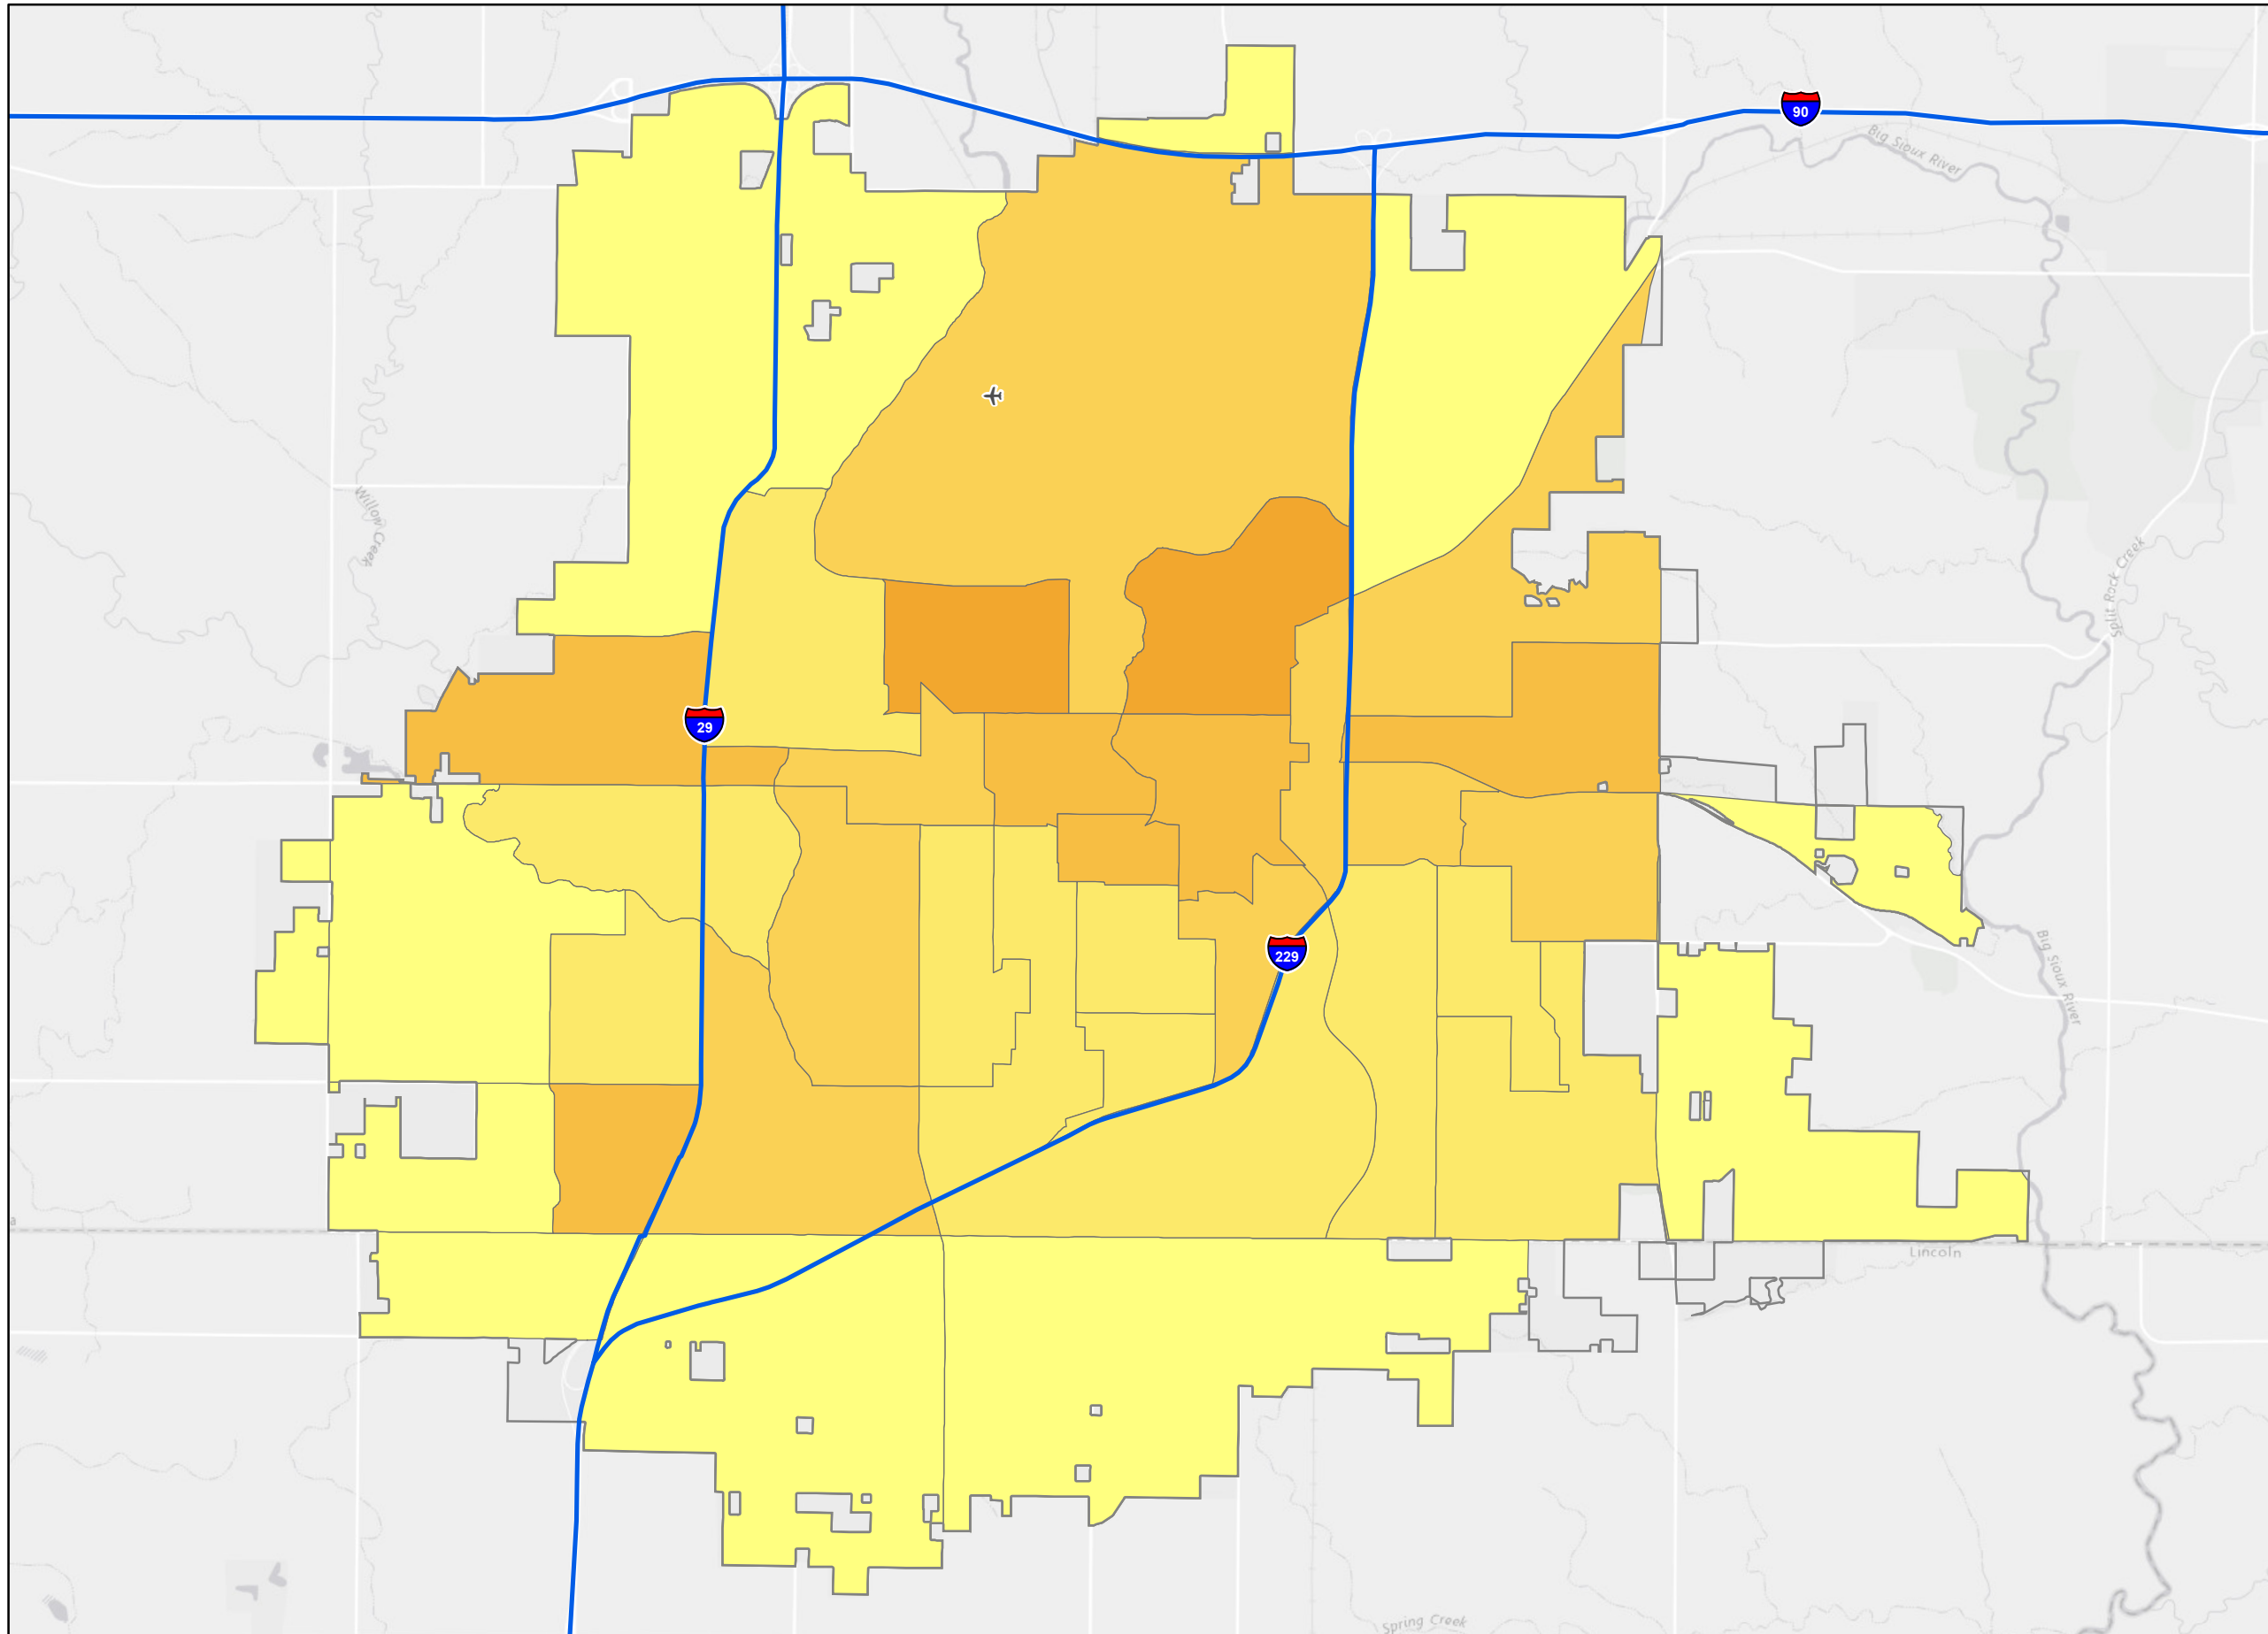 90
Big Sioux River
Willow Creek
Split Rock Creek
29
229
Big Sioux River
a
Lincoln
Spring Creek